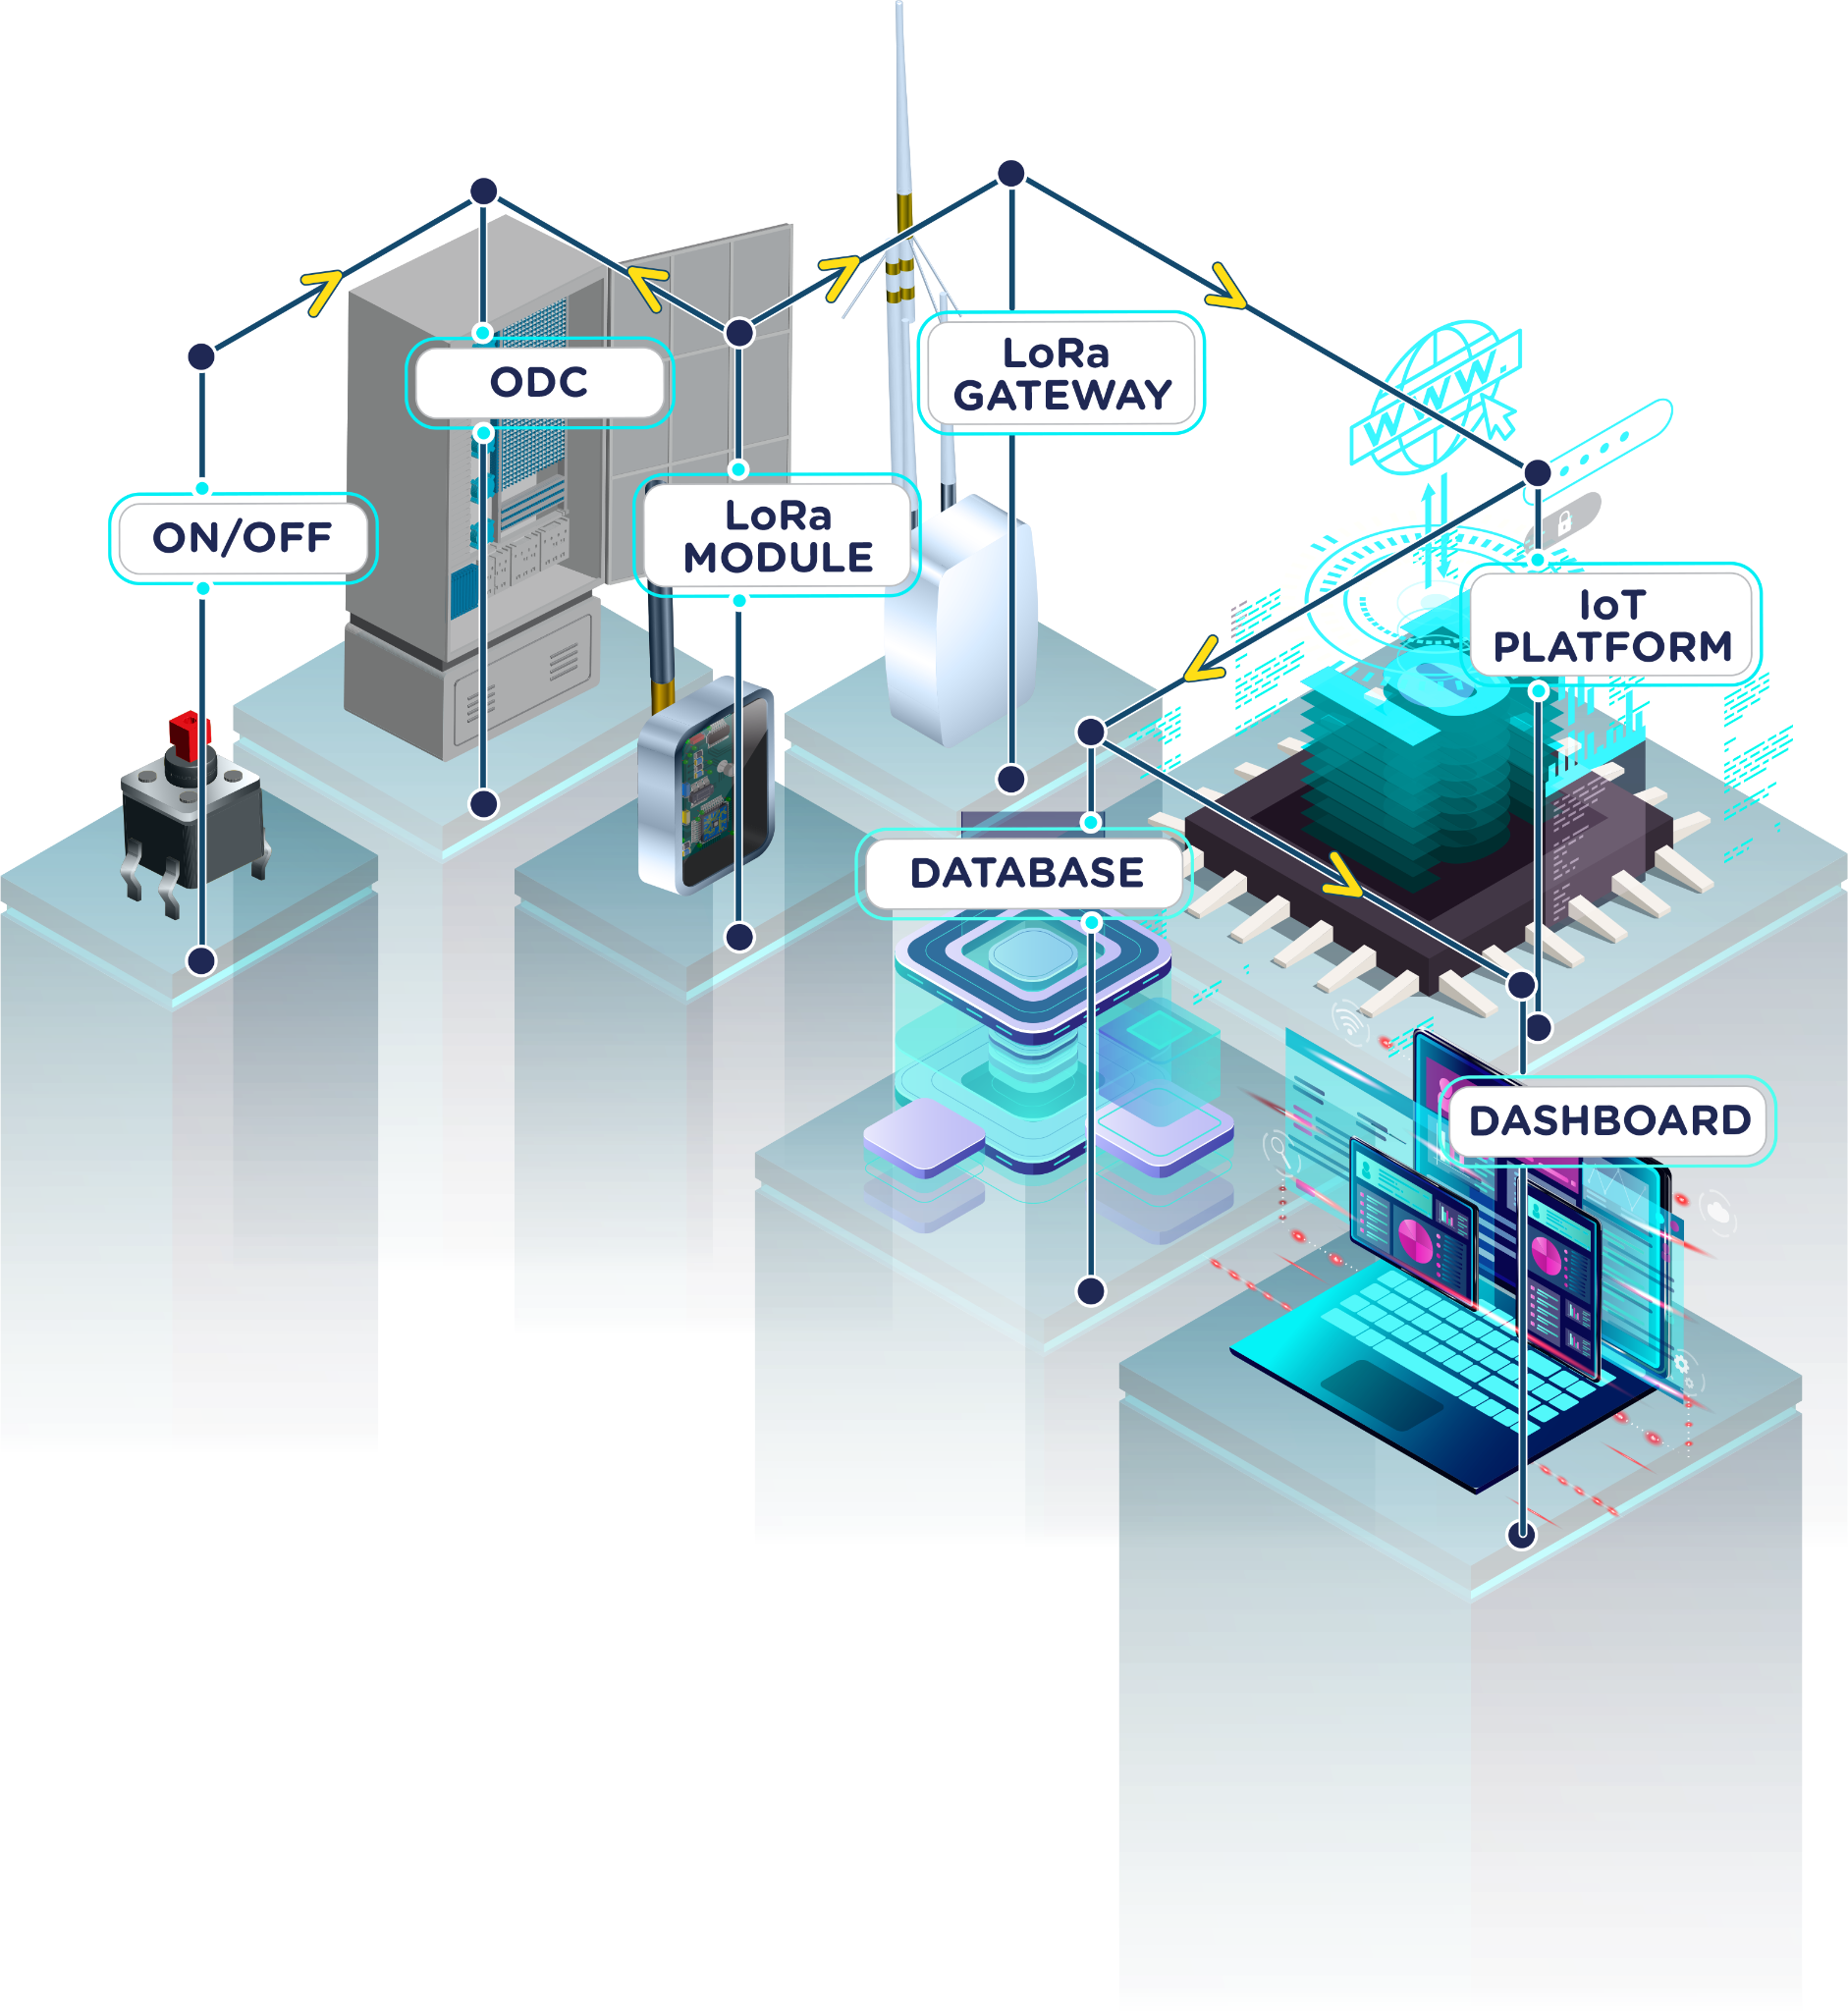 ODC
LoRa
GATEWAY
www.
ON/OFF
LoRa
MODULE
IoT
PLATFORM
DATABASE
DASHBOARD